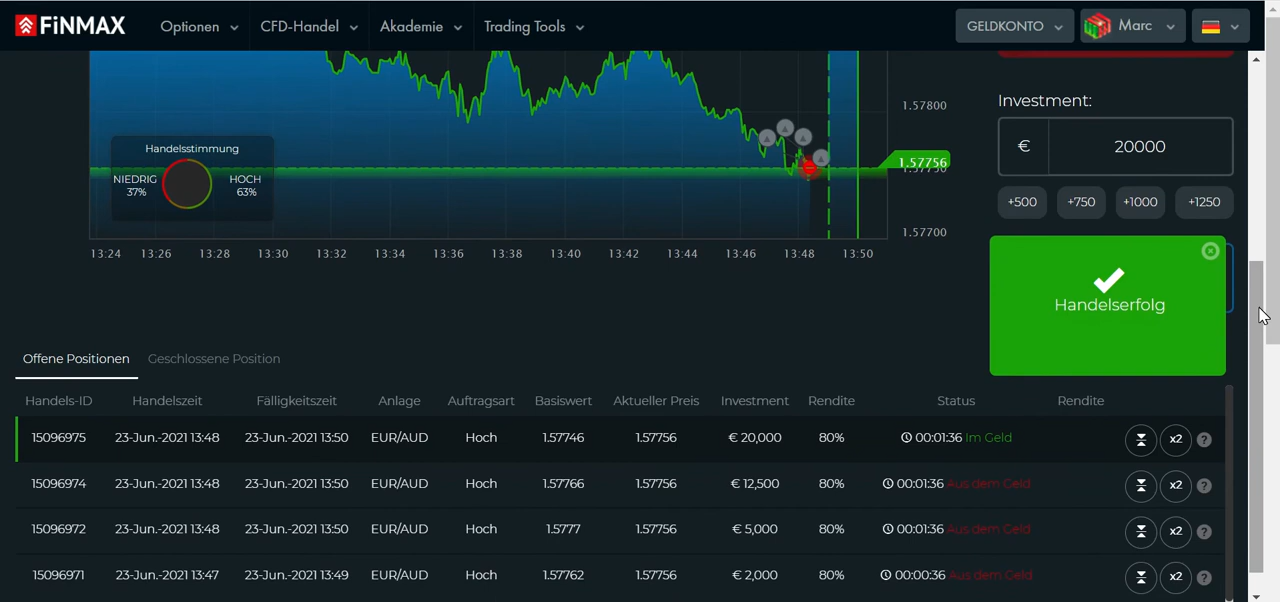 FiNMAX Optionen CFD-Handel Akademie Trading Tools GELDKONTO Marc
1.57800
Investment:
€ 20000
Handelsstimmung
NIEDRIG HOCH
37% 63%
1.57756
+500 +750 +1000 +1250
1.57700
13:24 13:26 13:28 13:30 13:32 13:34 13:36 13:38 13:40 13:42 13:44 13:46 13:48 13:50
Handelserfolg
Offene Positionen Geschlossene Position
Handels-ID Handelszeit Fälligkeitszeit Anlage Auftragsart Basiswert Aktueller Preis Investment Rendite Status Rendite
15096975 23-Jun.-2021 13:48 23-Jun.-2021 13:50 EUR/AUD Hoch 1.57746 1.57756 € 20,000 80% 00:01:36 Im Geld x2 ?
15096974 23-Jun.-2021 13:48 23-Jun.-2021 13:50 EUR/AUD Hoch 1.57766 1.57756 € 12,500 80% 00:01:36 Aus dem Geld x2 ?
15096972 23-Jun.-2021 13:48 23-Jun.-2021 13:50 EUR/AUD Hoch 1.5777 1.57756 € 5,000 80% 00:01:36 Aus dem Geld x2 ?
15096971 23-Jun.-2021 13:47 23-Jun.-2021 13:49 EUR/AUD Hoch 1.57762 1.57756 € 2,000 80% 00:00:36 Aus dem Geld x2 ?